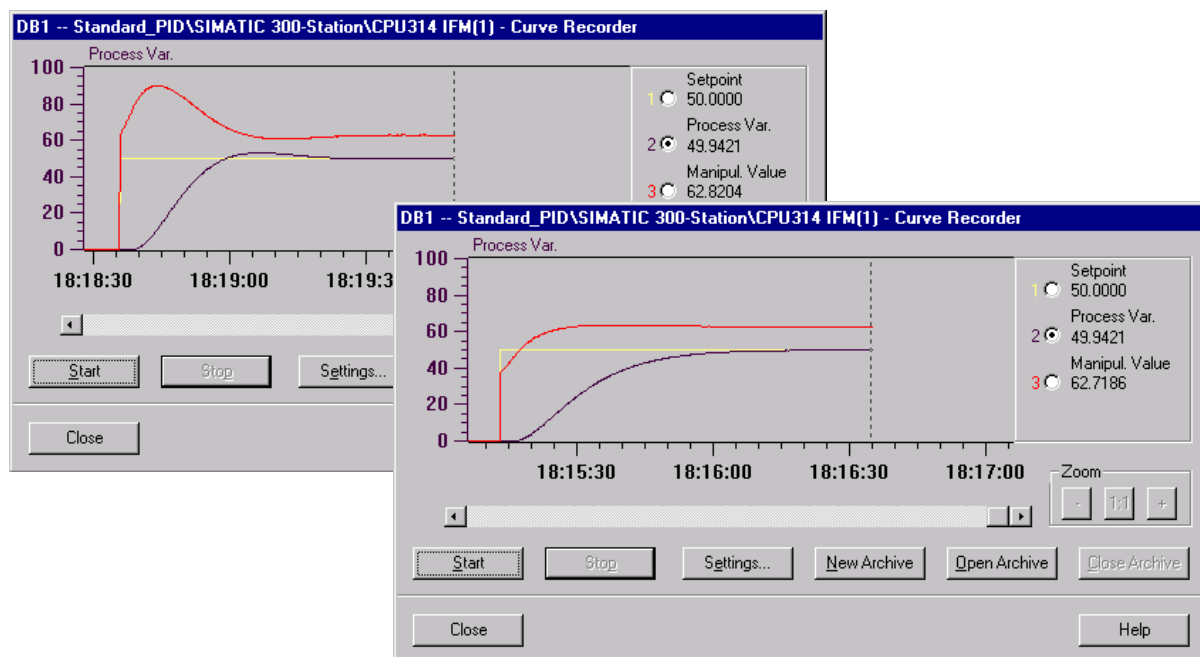 DB1 -- Standard_PID\SIMATIC 300-Station\CPU314 IFM(1) - Curve Recorder
Process Var.
100
80
60
40
20
0
18:18:30 18:19:00 18:19:3
Setpoint
1 50.0000
Process Var.
2 49.9421
Manipul. Value
3 62.8204
Start Stop Settings...
Close
DB1 -- Standard_PID\SIMATIC 300-Station\CPU314 IFM(1) - Curve Recorder
Process Var.
100
80
60
40
20
0
18:15:30 18:16:00 18:16:30 18:17:00
Setpoint
1 50.0000
Process Var.
2 49.9421
Manipul. Value
3 62.7186
Zoom
- 1:1 +
Start Stop Settings... New Archive Open Archive Close Archive
Close Help